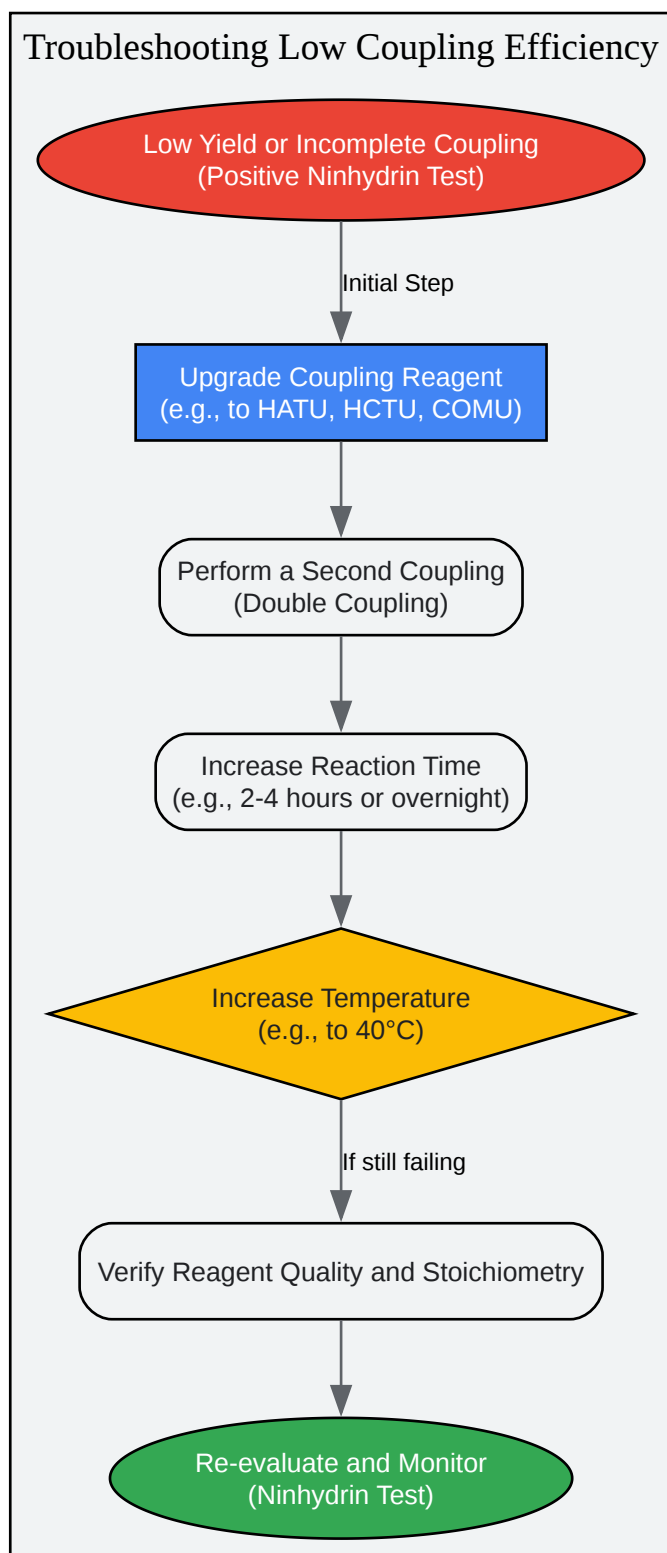 Troubleshooting Low Coupling Efficiency
Low Yield or Incomplete Coupling
(Positive Ninhydrin Test)
Initial Step
Upgrade Coupling Reagent
(e.g., to HATU, HCTU, COMU)
Perform a Second Coupling
(Double Coupling)
Increase Reaction Time
(e.g., 2-4 hours or overnight)
Increase Temperature
(e.g., to 40°C)
If still failing
Verify Reagent Quality and Stoichiometry
Re-evaluate and Monitor
(Ninhydrin Test)